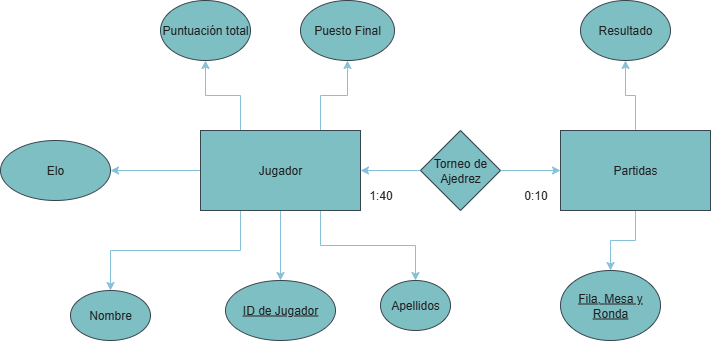 Puntuación total
Puesto Final
Resultado
Elo
Jugador
Torneo de
Ajedrez
Partidas
1:40
0:10
Nombre
ID de Jugador
Apellidos
Fila, Mesa y
Ronda